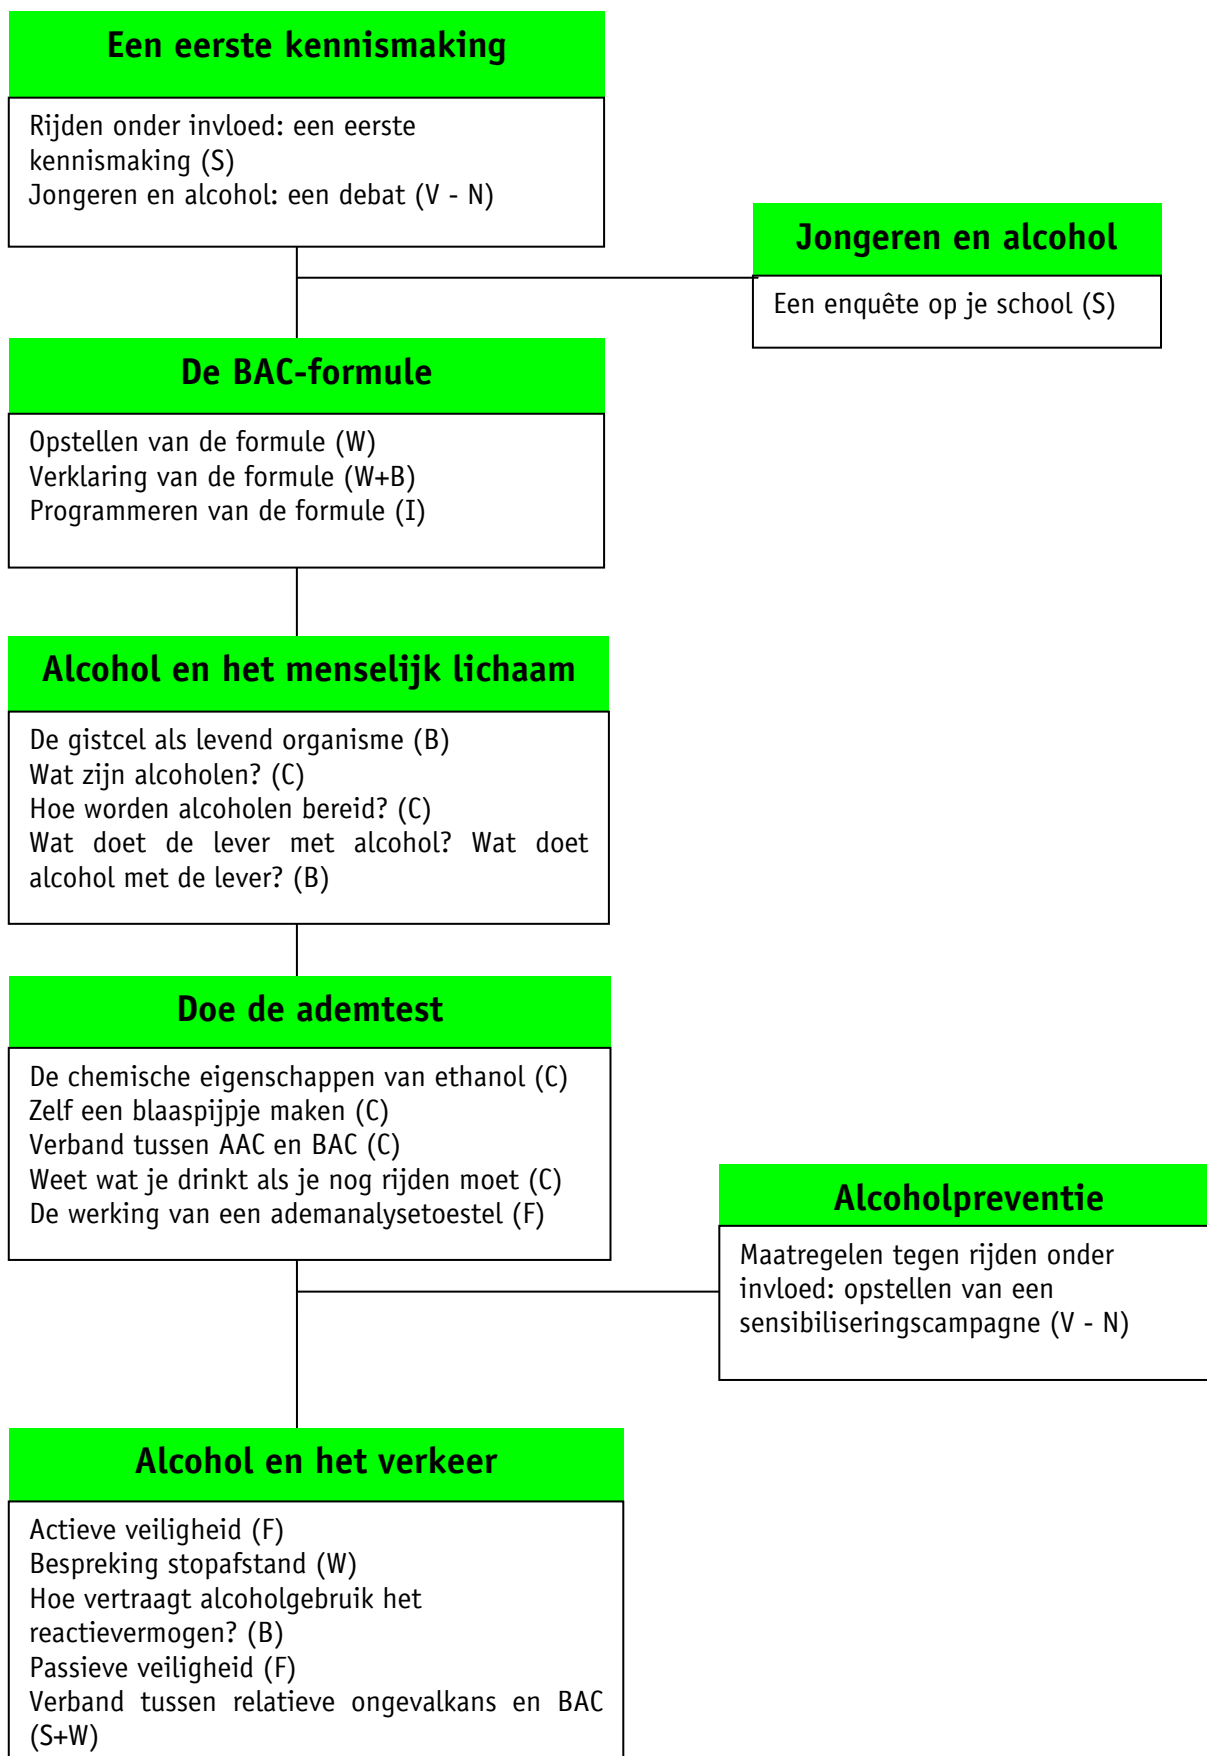 Een eerste kennismaking
Rijden onder invloed: een eerste
kennismaking (S)
Jongeren en alcohol: een debat (V - N)
Jongeren en alcohol
Een enquête op je school (S)
De BAC-formule
Opstellen van de formule (W)
Verklaring van de formule (W+B)
Programmeren van de formule (I)
Alcohol en het menselijk lichaam
De gistcel als levend organisme (B)
Wat zijn alcoholen? (C)
Hoe worden alcoholen bereid? (C)
Wat doet de lever met alcohol? Wat doet
alcohol met de lever? (B)
Doe de ademtest
De chemische eigenschappen van ethanol (C)
Zelf een blaaspijpje maken (C)
Verband tussen AAC en BAC (C)
Weet wat je drinkt als je nog rijden moet (C)
De werking van een ademanalysetoestel (F)
Alcoholpreventie
Maatregelen tegen rijden onder
invloed: opstellen van een
sensibiliseringscampagne (V - N)
Alcohol en het verkeer
Actieve veiligheid (F)
Bespreking stopafstand (W)
Hoe vertraagt alcoholgebruik het
reactievermogen? (B)
Passieve veiligheid (F)
Verband tussen relatieve ongevalkans en BAC
(S+W)